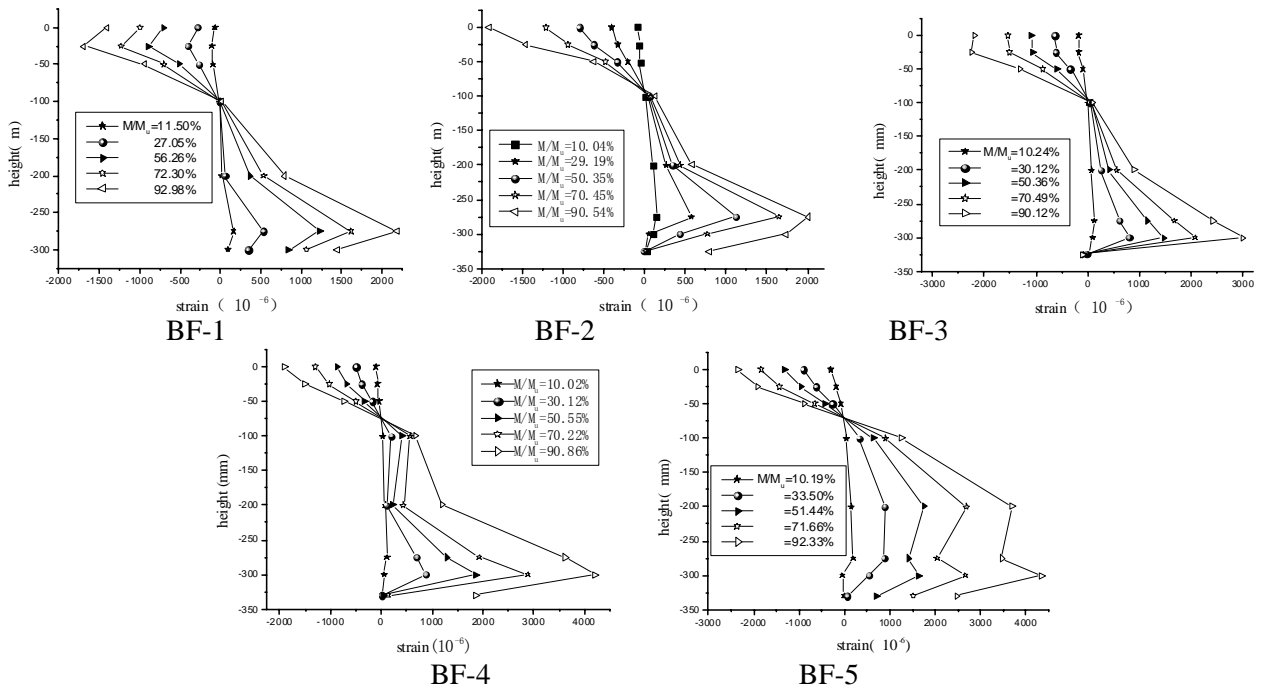 0
-50
-100
-150
-200
-250
-300
-2000 -1500 -1000 -500 0 500 1000 1500 2000
height( m)
strain ( 10 -6)
M/Mu=11.50%
27.05%
56.26%
72.30%
92.98%
BF-1
0
-50
-100
-150
-200
-250
-300
-350
-2000 -1500 -1000 -500 0 500 1000 1500 2000
height( m)
strain ( 10 -6)
M/Mu=10.04%
M/Mu=29.19%
M/Mu=50.35%
M/Mu=70.45%
M/Mu=90.54%
BF-2
0
-50
-100
-150
-200
-250
-300
-350
-3000 -2000 -1000 0 1000 2000 3000
height( mm)
strain ( 10 -6)
M/Mu=10.24%
=30.12%
=50.36%
=70.49%
=90.12%
BF-3
0
-50
-100
-150
-200
-250
-300
-350
-2000 -1000 0 1000 2000 3000 4000
height (mm)
strain (10-6)
M/Mu=10.02%
M/Mu=30.12%
M/Mu=50.55%
M/Mu=70.22%
M/Mu=90.86%
BF-4
0
-50
-100
-150
-200
-250
-300
-350
-3000 -2000 -1000 0 1000 2000 3000 4000
height( mm)
strain( 10-6)
M/Mu=10.19%
=33.50%
=51.44%
=71.66%
=92.33%
BF-5